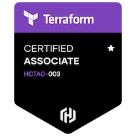 Terraform
CERTIFIED
ASSOCIATE
HCTA0-003